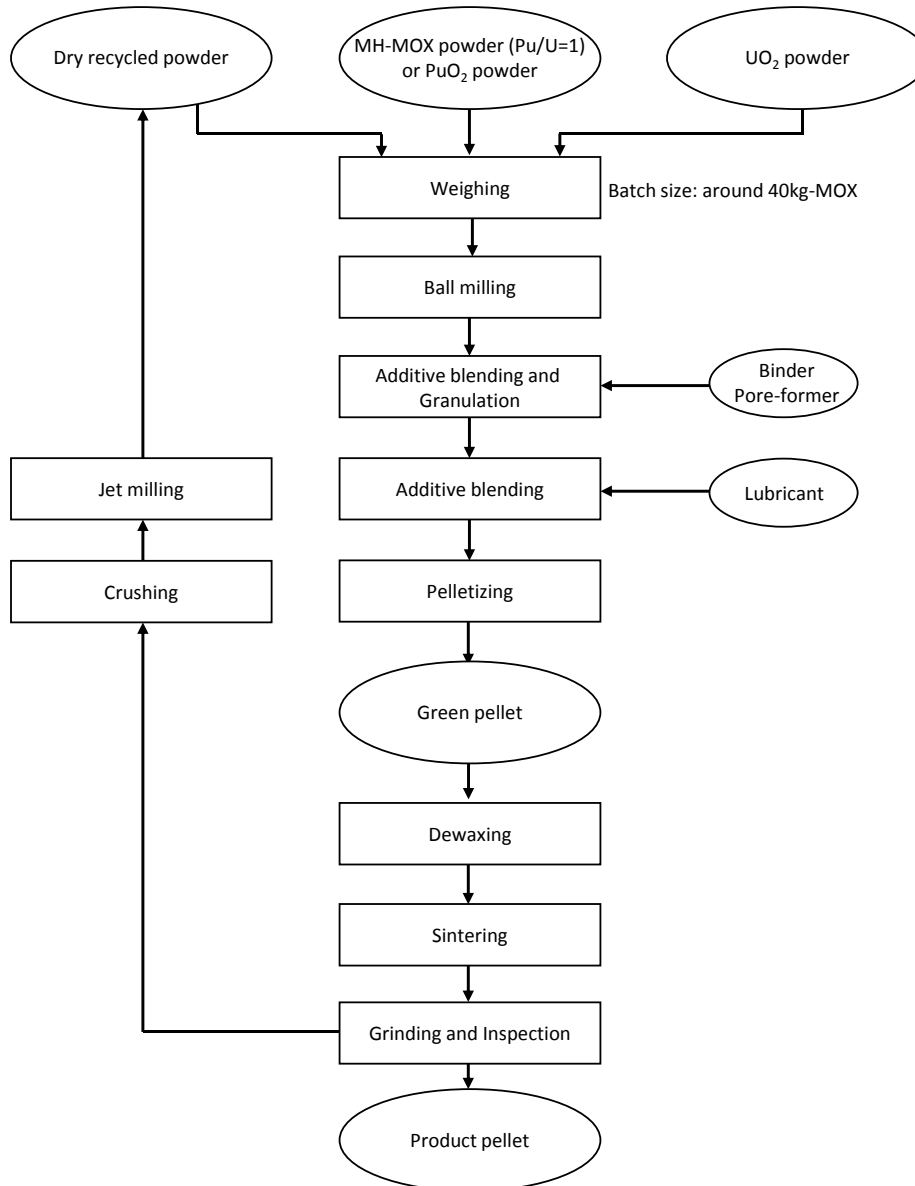 Dry recycled powder
MH-MOX powder (Pu/U=1)
or PuO₂ powder
UO₂ powder
Weighing
Batch size: around 40kg-MOX
Ball milling
Additive blending and
Granulation
Binder
Pore-former
Jet milling
Additive blending
Lubricant
Crushing
Pelletizing
Green pellet
Dewaxing
Sintering
Grinding and Inspection
Product pellet